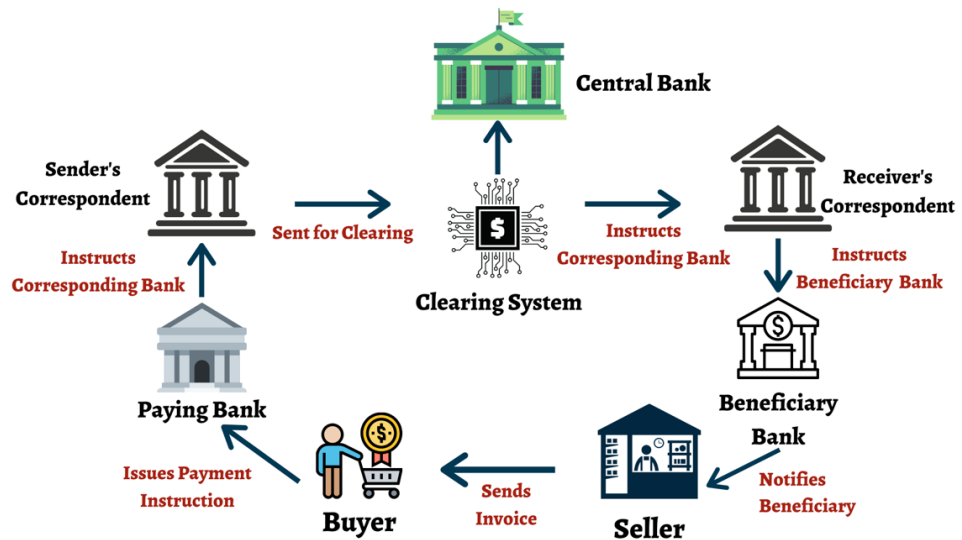 Central Bank
Sender's
Correspondent
Receiver's
Correspondent
Sent for Clearing
Instructs
Corresponding Bank
Instructs
Corresponding Bank
Instructs
Beneficiary Bank
$
Clearing System
$
Paying Bank
Beneficiary
Bank
$
Issues Payment
Instruction
Sends
Invoice
Notifies
Beneficiary
Buyer
Seller